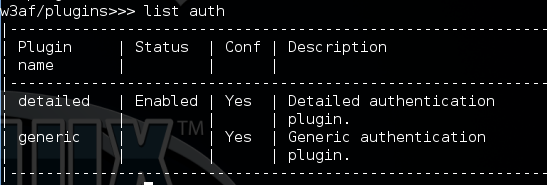 w3af/plugins>>> list auth
|------------------------------------------------------------------
| Plugin | Status | Conf | Description
| name | | |
|------------------------------------------------------------------
| detailed | Enabled | Yes | Detailed authentication
| | | | plugin.
| generic | | Yes | Generic authentication
| | | | plugin.
|------------------------------------------------------------------
TM